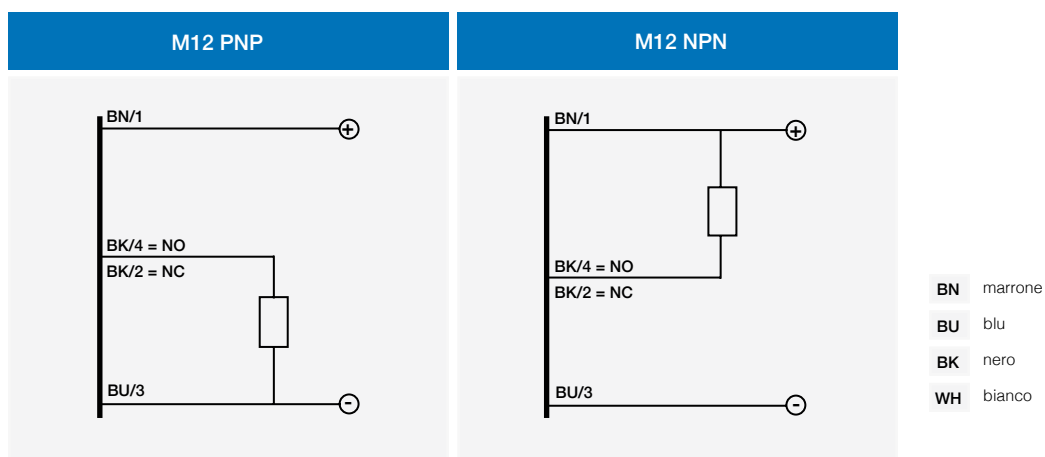 M12 PNP
BN/1
+
BK/4 = NO
BK/2 = NC
BU/3
-
M12 NPN
BN/1
+
BK/4 = NO
BK/2 = NC
BU/3
-
BN marrone
BU blu
BK nero
WH bianco